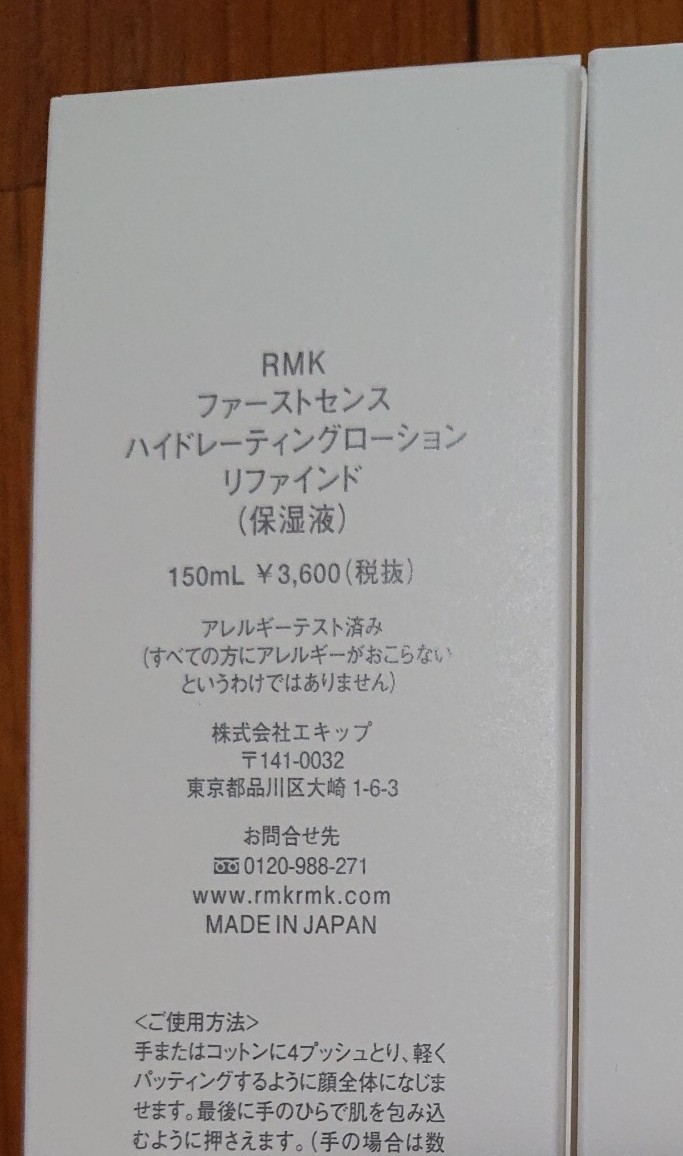 RMK
ファーストセンス
ハイドレーティングローション
リファインド
(保湿液)
150mL ¥3,600(税抜)
アレルギーテスト済み
(すべての方にアレルギーがおこらない
というわけではありません)
株式会社エキップ
〒141-0032
東京都品川区大崎 1-6-3
お問合せ先
0120-988-271
www.rmkrmk.com
MADE IN JAPAN
<ご使用方法>
手またはコットンに4プッシュとり、軽く
パッティングするように顔全体になじま
せます。最後に手のひらで肌を包み込
むように押さえます。(手の場合は数